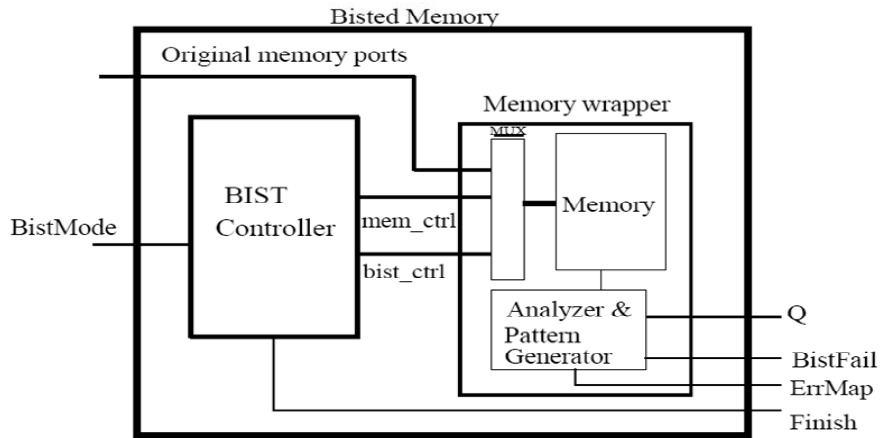 Bisted Memory
Original memory ports
Memory wrapper
MUX
BIST
Controller
Memory
BistMode
mem_ctrl
bist_ctrl
Analyzer &
Pattern
Generator
Q
BistFail
ErrMap
Finish